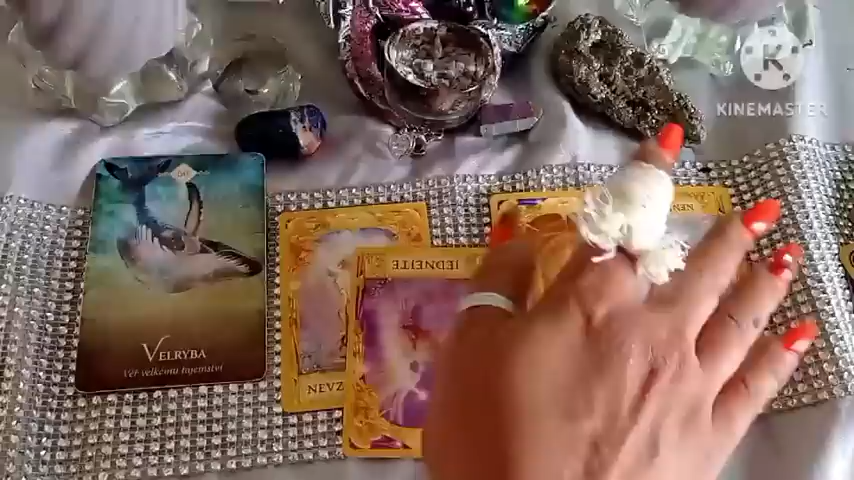 KINEMASTER
VELRYBA
Věř velkému tajemství
JEDNEJTE
NEVZ